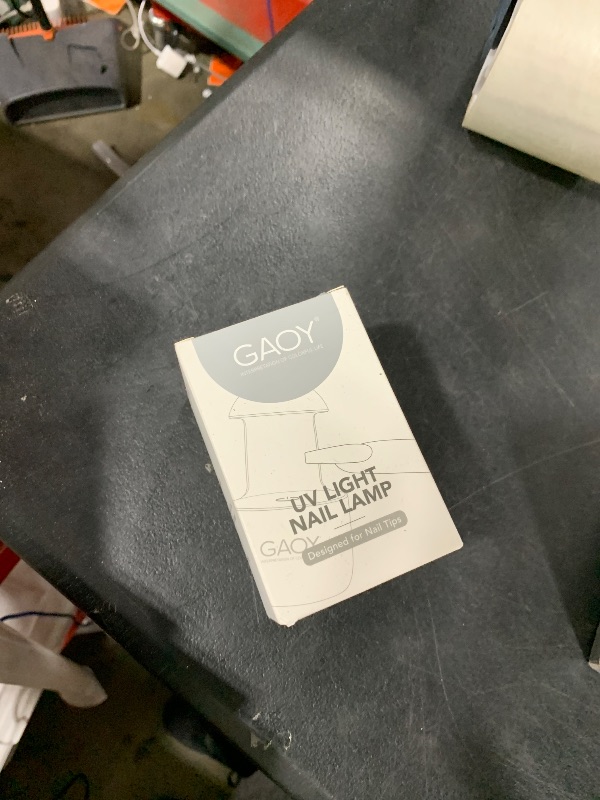 GAOY®
UV LIGHT
NAIL LAMP
Designed for Nail Tips
GAOY